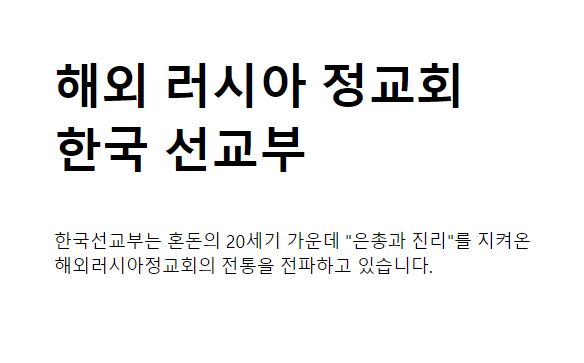 해외 러시아 정교회
한국 선교부
한국선교부는 혼돈의 20세기 가운데 "은총과 진리"를 지켜온
해외러시아정교회의 전통을 전파하고 있습니다.